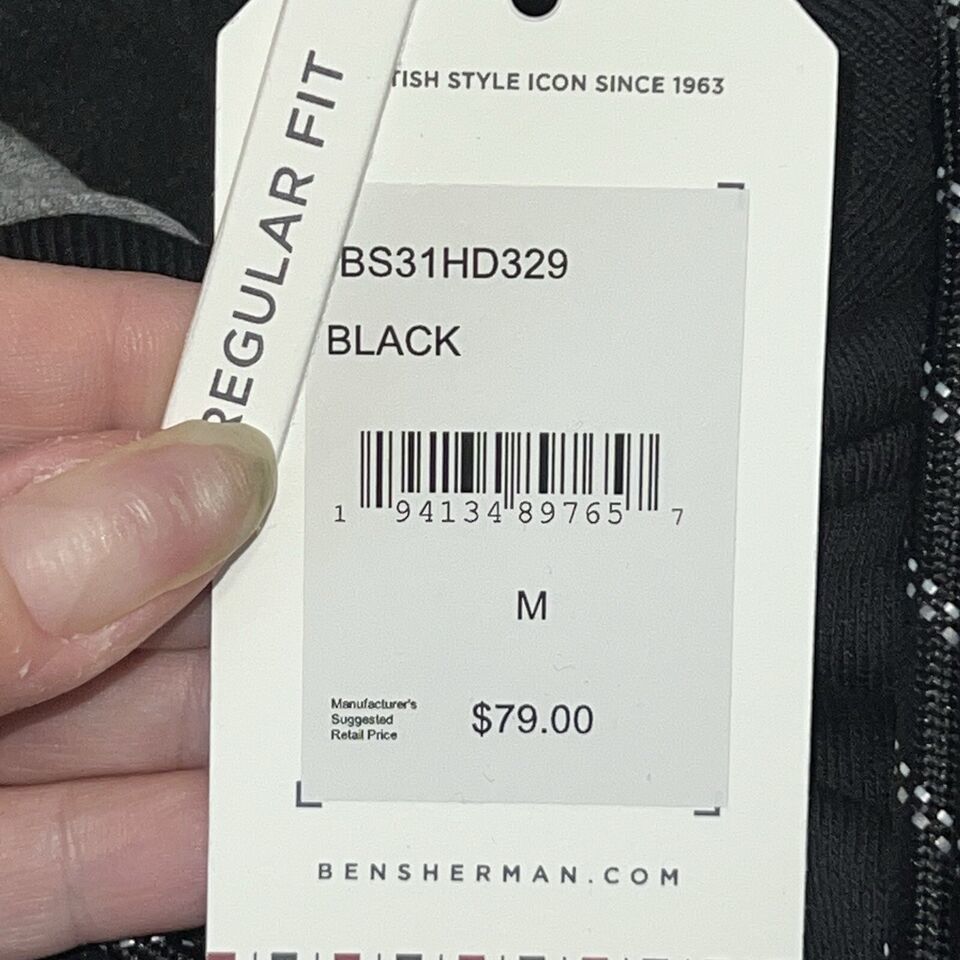 TISH STYLE ICON SINCE 1963
REGULAR FIT
BS31HD329
BLACK
1 94134 89765 7
M
Manufacturer's
Suggested
Retail Price
$79.00
BENSHERMAN.COM